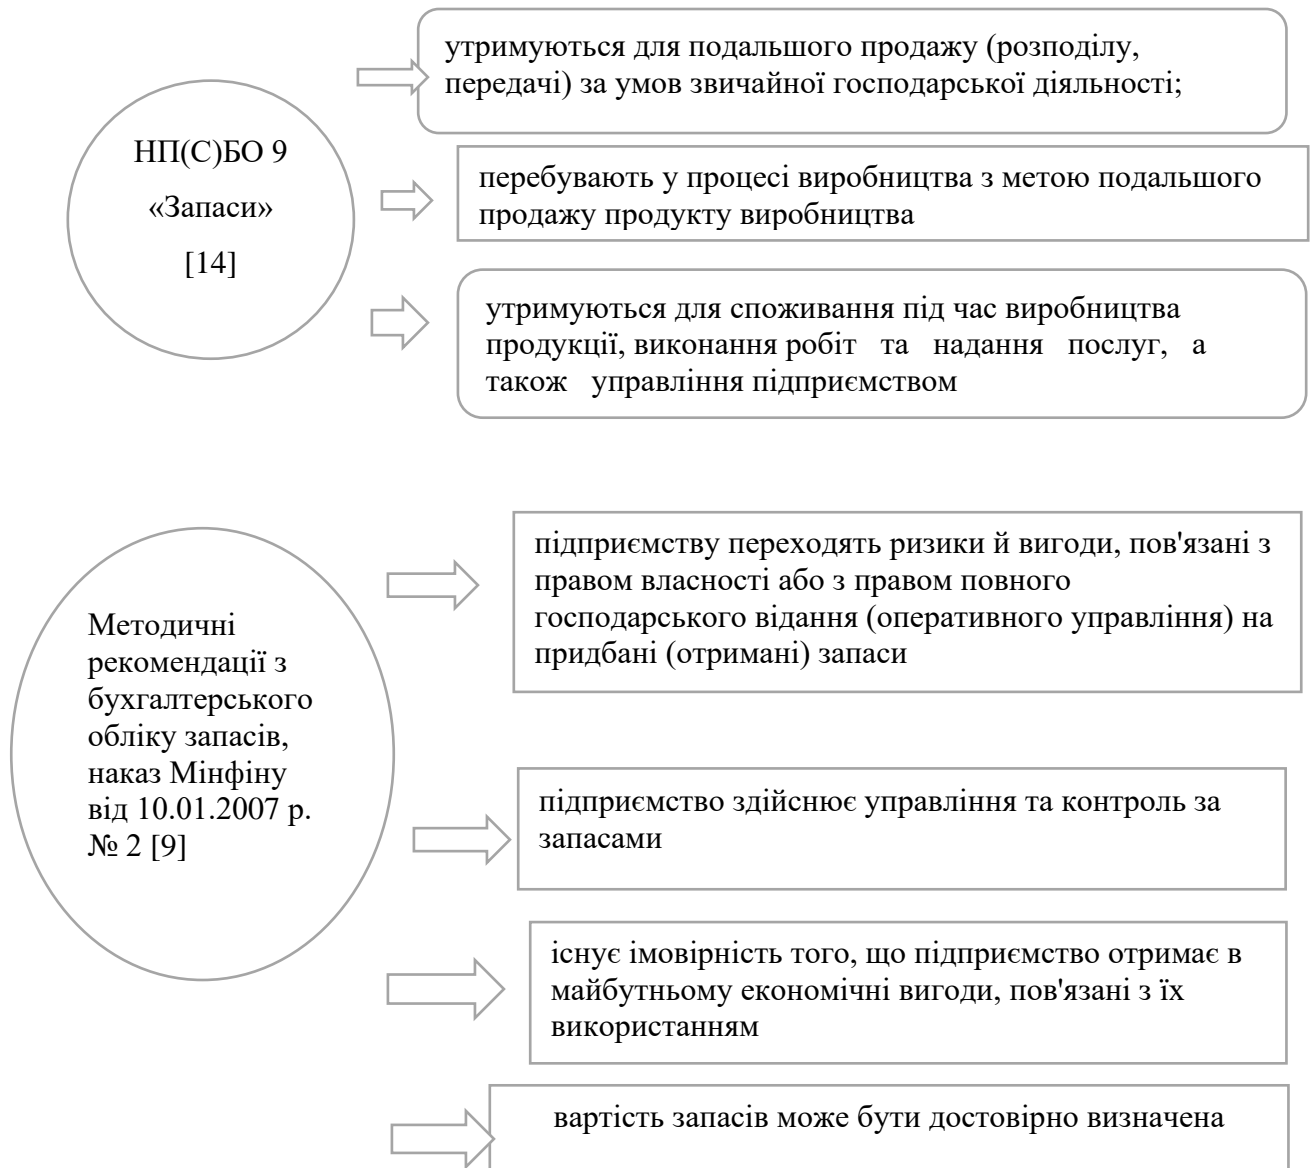 НП(С)БО 9
«Запаси»
[14]
утримуються для подальшого продажу (розподілу,
передачі) за умов звичайної господарської діяльності;
перебувають у процесі виробництва з метою подальшого
продажу продукту виробництва
утримуються для споживання під час виробництва
продукції, виконання робіт та надання послуг, а
також управління підприємством
Методичні
рекомендації з
бухгалтерського
обліку запасів,
наказ Мінфіну
від 10.01.2007 р.
№ 2 [9]
підприємству переходять ризики й вигоди, пов'язані з
правом власності або з правом повного
господарського відання (оперативного управління) на
придбані (отримані) запаси
підприємство здійснює управління та контроль за
запасами
існує імовірність того, що підприємство отримає в
майбутньому економічні вигоди, пов'язані з їх
використанням
вартість запасів може бути достовірно визначена